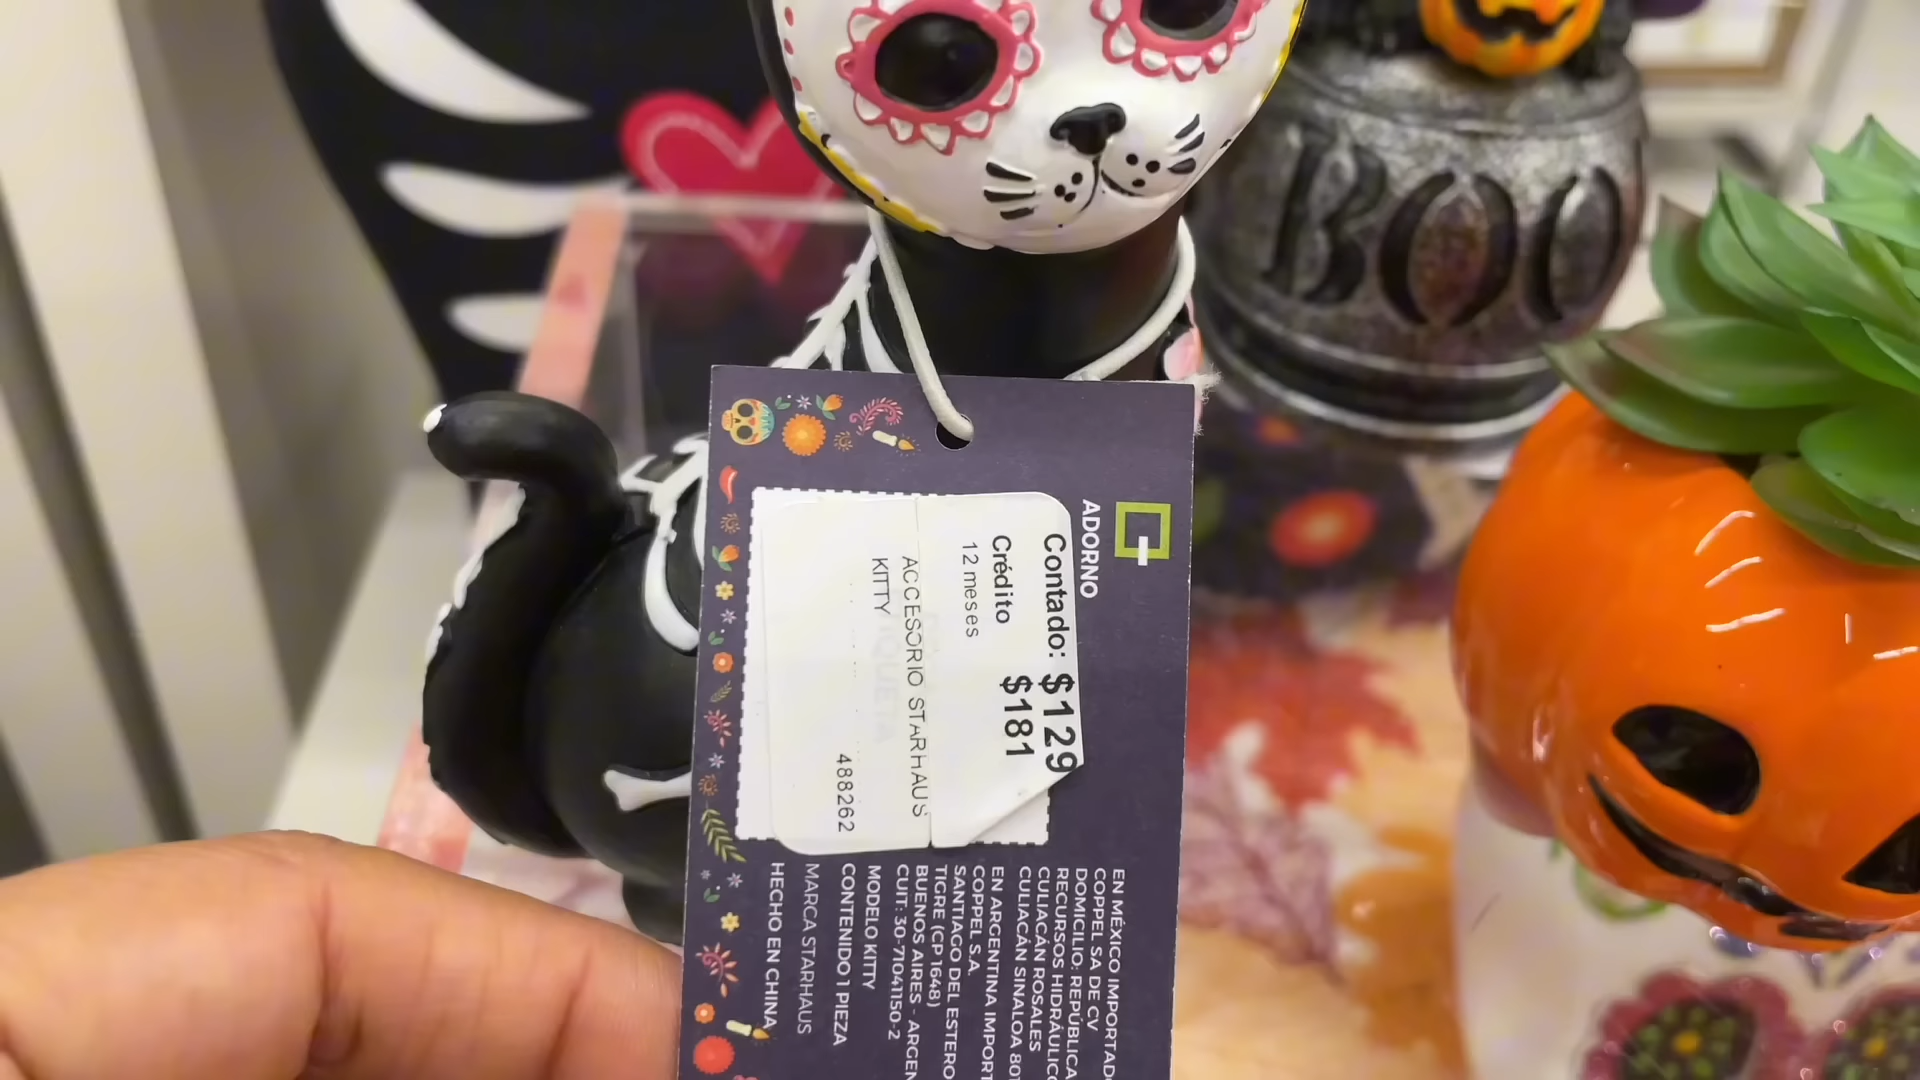 BOO
ADORNO
Contado: $129
Crédito $181
12 meses
ACCESORIO STARHAUS
KITTY
488262
EN MÉXICO IMPORTAD
COPPEL SA DE CV
DOMICILIO: REPÚBLICA
RECURSOS HIDRÁULIC
CULIACÁN ROSALES
CULIACÁN SINALOA 80
EN ARGENTINA IMPORT
COPPEL S.A
SANTIAGO DEL ESTERO
TIGRE (CP 1648)
BUENOS AIRES - ARGEN
CUIT: 30-71041150-2
MODELO KITTY
CONTENIDO 1 PIEZA
MARCA STARHAUS
HECHO EN CHINA